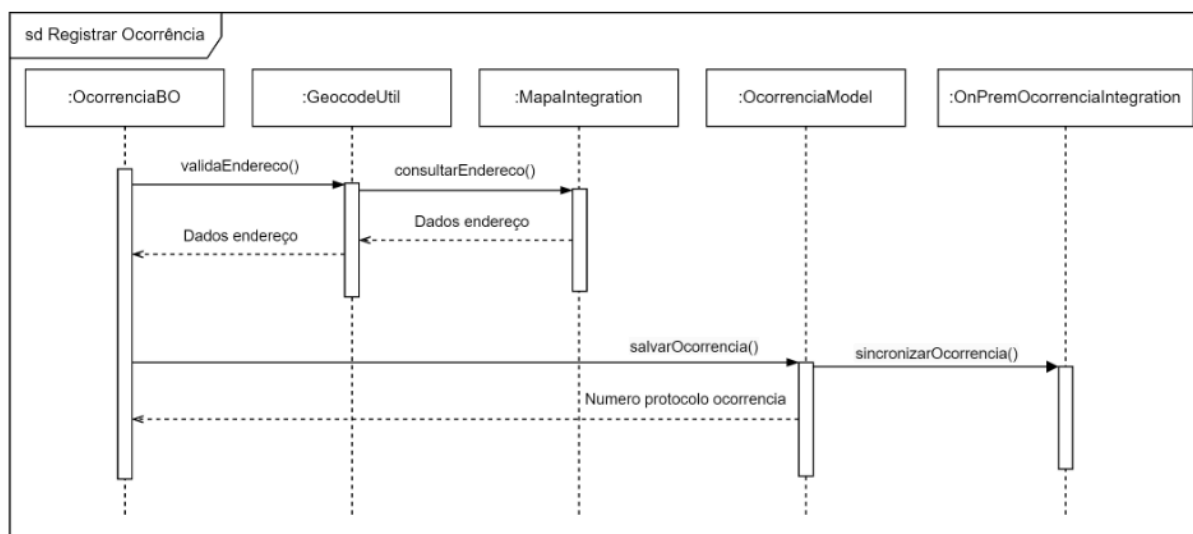 sd Registrar Ocorrência
:OcorrenciaBO
:GeocodeUtil
:MapaIntegration
:OcorrenciaModel
:OnPremOcorrenciaIntegration
validaEndereco()
consultarEndereco()
Dados endereço
Dados endereço
salvarOcorrencia()
sincronizarOcorrencia()
Numero protocolo ocorrencia